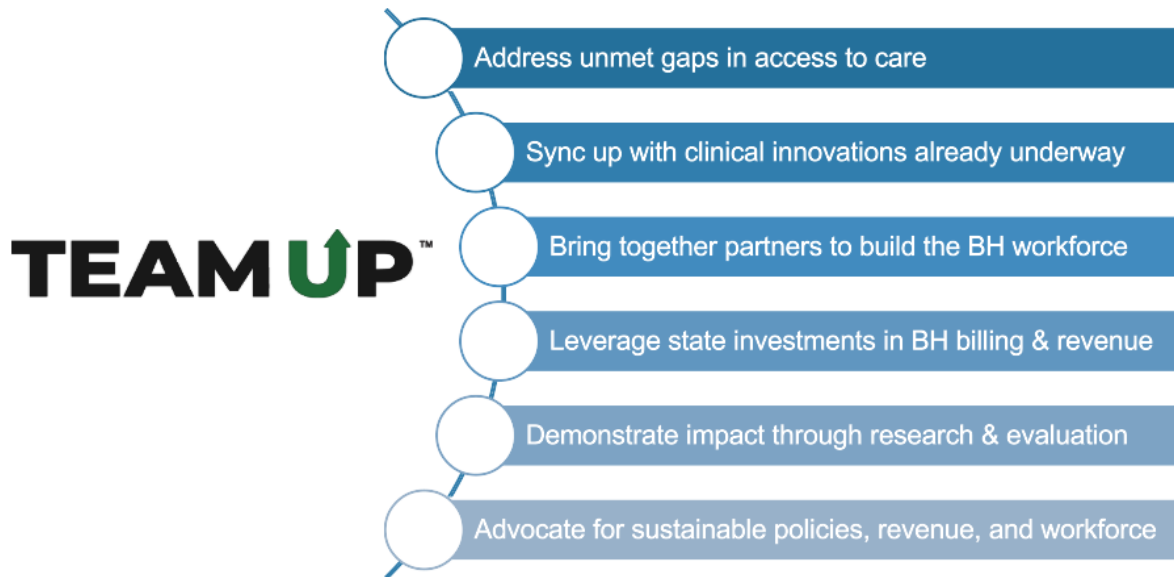 TEAM UP™
Address unmet gaps in access to care
Sync up with clinical innovations already underway
Bring together partners to build the BH workforce
Leverage state investments in BH billing & revenue
Demonstrate impact through research & evaluation
Advocate for sustainable policies, revenue, and workforce